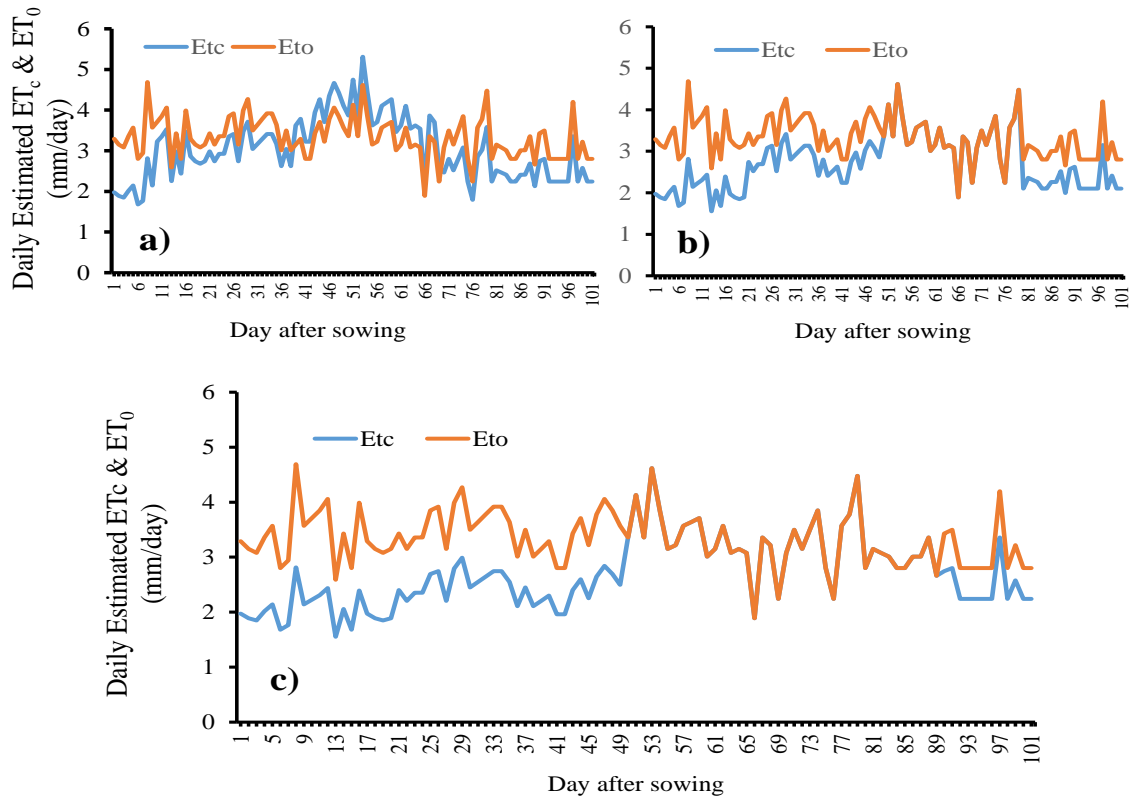 Daily Estimated ETc & ET0
(mm/day)
6
5
4
3
2
1
0
Etc
Eto
a)
1 6 11 16 21 26 31 36 41 46 51 56 61 66 71 76 81 86 91 96 101
Day after sowing
6
5
4
3
2
1
0
Etc
Eto
b)
1 6 11 16 21 26 31 36 41 46 51 56 61 66 71 76 81 86 91 96 101
Day after sowing
Daily Estimated ETc & ET0
(mm/day)
6
5
4
3
2
1
0
Etc
Eto
c)
1 5 9 13 17 21 25 29 33 37 41 45 49 53 57 61 65 69 73 77 81 85 89 93 97 101
Day after sowing